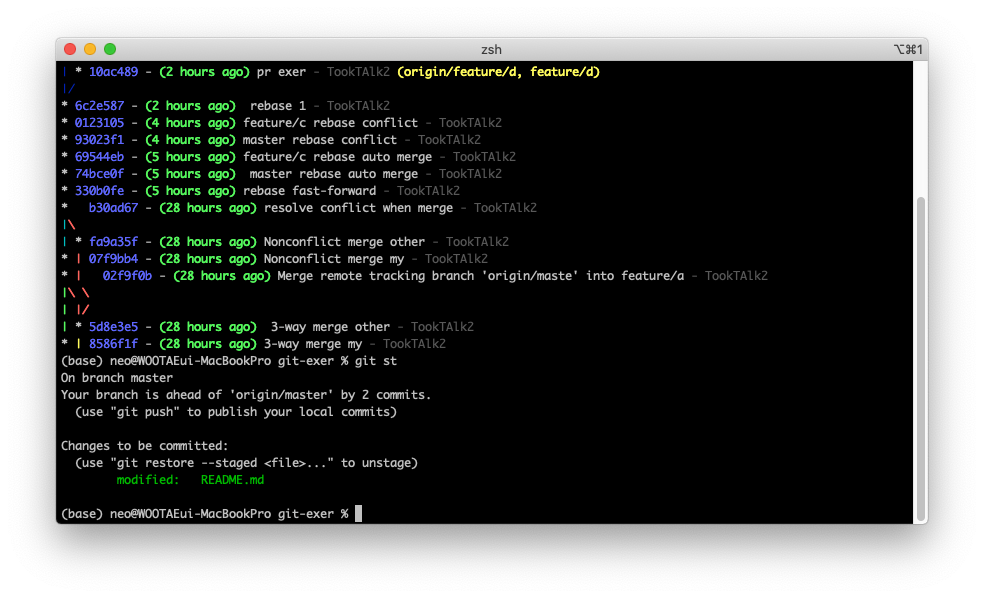 zsh
⌥⌘1
| * 10ac489 - (2 hours ago) pr exer - TookTAlk2 (origin/feature/d, feature/d)
|/
* 6c2e587 - (2 hours ago)  rebase 1 - TookTAlk2
* 0123105 - (4 hours ago) feature/c rebase conflict - TookTAlk2
* 93023f1 - (4 hours ago) master rebase conflict - TookTAlk2
* 69544eb - (5 hours ago) feature/c rebase auto merge - TookTAlk2
* 74bce0f - (5 hours ago)  master rebase auto merge - TookTAlk2
* 330b0fe - (5 hours ago) rebase fast-forward - TookTAlk2
*   b30ad67 - (28 hours ago) resolve conflict when merge - TookTAlk2
|\
| * fa9a35f - (28 hours ago) Nonconflict merge other - TookTAlk2
* | 07f9bb4 - (28 hours ago) Nonconflict merge my - TookTAlk2
* |   02f9f0b - (28 hours ago) Merge remote tracking branch 'origin/maste' into feature/a - TookTAlk2
|\ \
| |/
| * 5d8e3e5 - (28 hours ago)  3-way merge other - TookTAlk2
* | 8586f1f - (28 hours ago) 3-way merge my - TookTAlk2
(base) neo@WOOTAEui-MacBookPro git-exer % git st
On branch master
Your branch is ahead of 'origin/master' by 2 commits.
  (use "git push" to publish your local commits)

Changes to be committed:
  (use "git restore --staged <file>..." to unstage)
        modified:   README.md

(base) neo@WOOTAEui-MacBookPro git-exer %